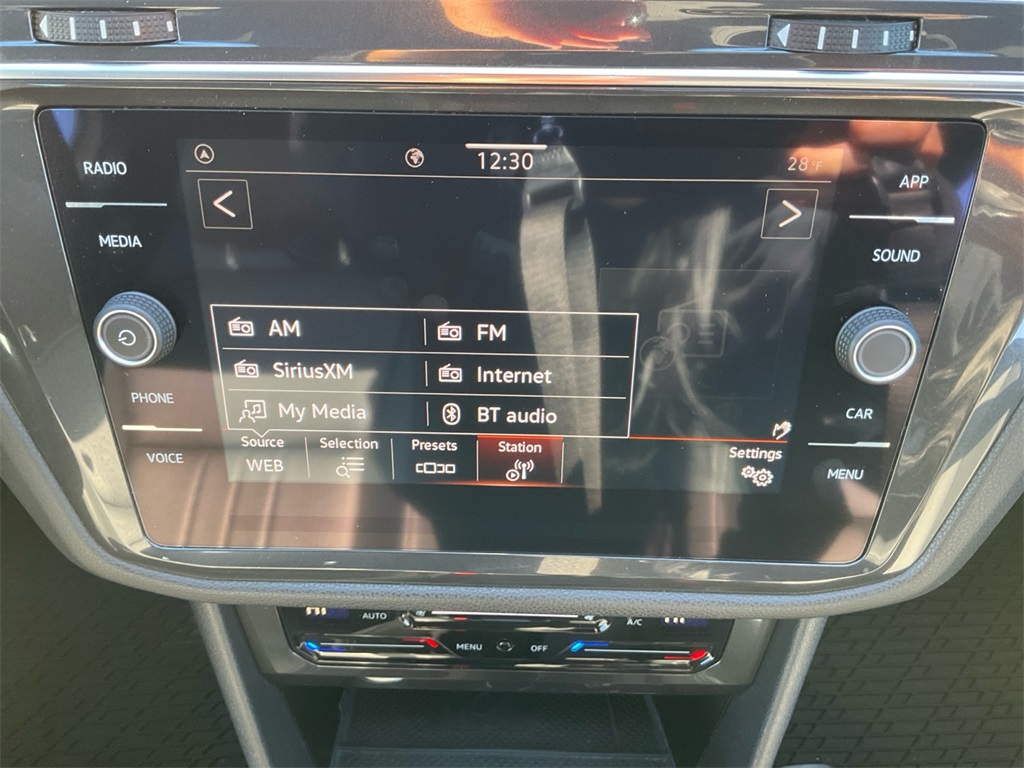 12:30
28°F
RADIO
APP
MEDIA
SOUND
AM
FM
SiriusXM
Internet
My Media
BT audio
PHONE
CAR
Source
Selection
Presets
Station
Settings
WEB
VOICE
MENU
HI
AUTO
A/C
MENU
OFF